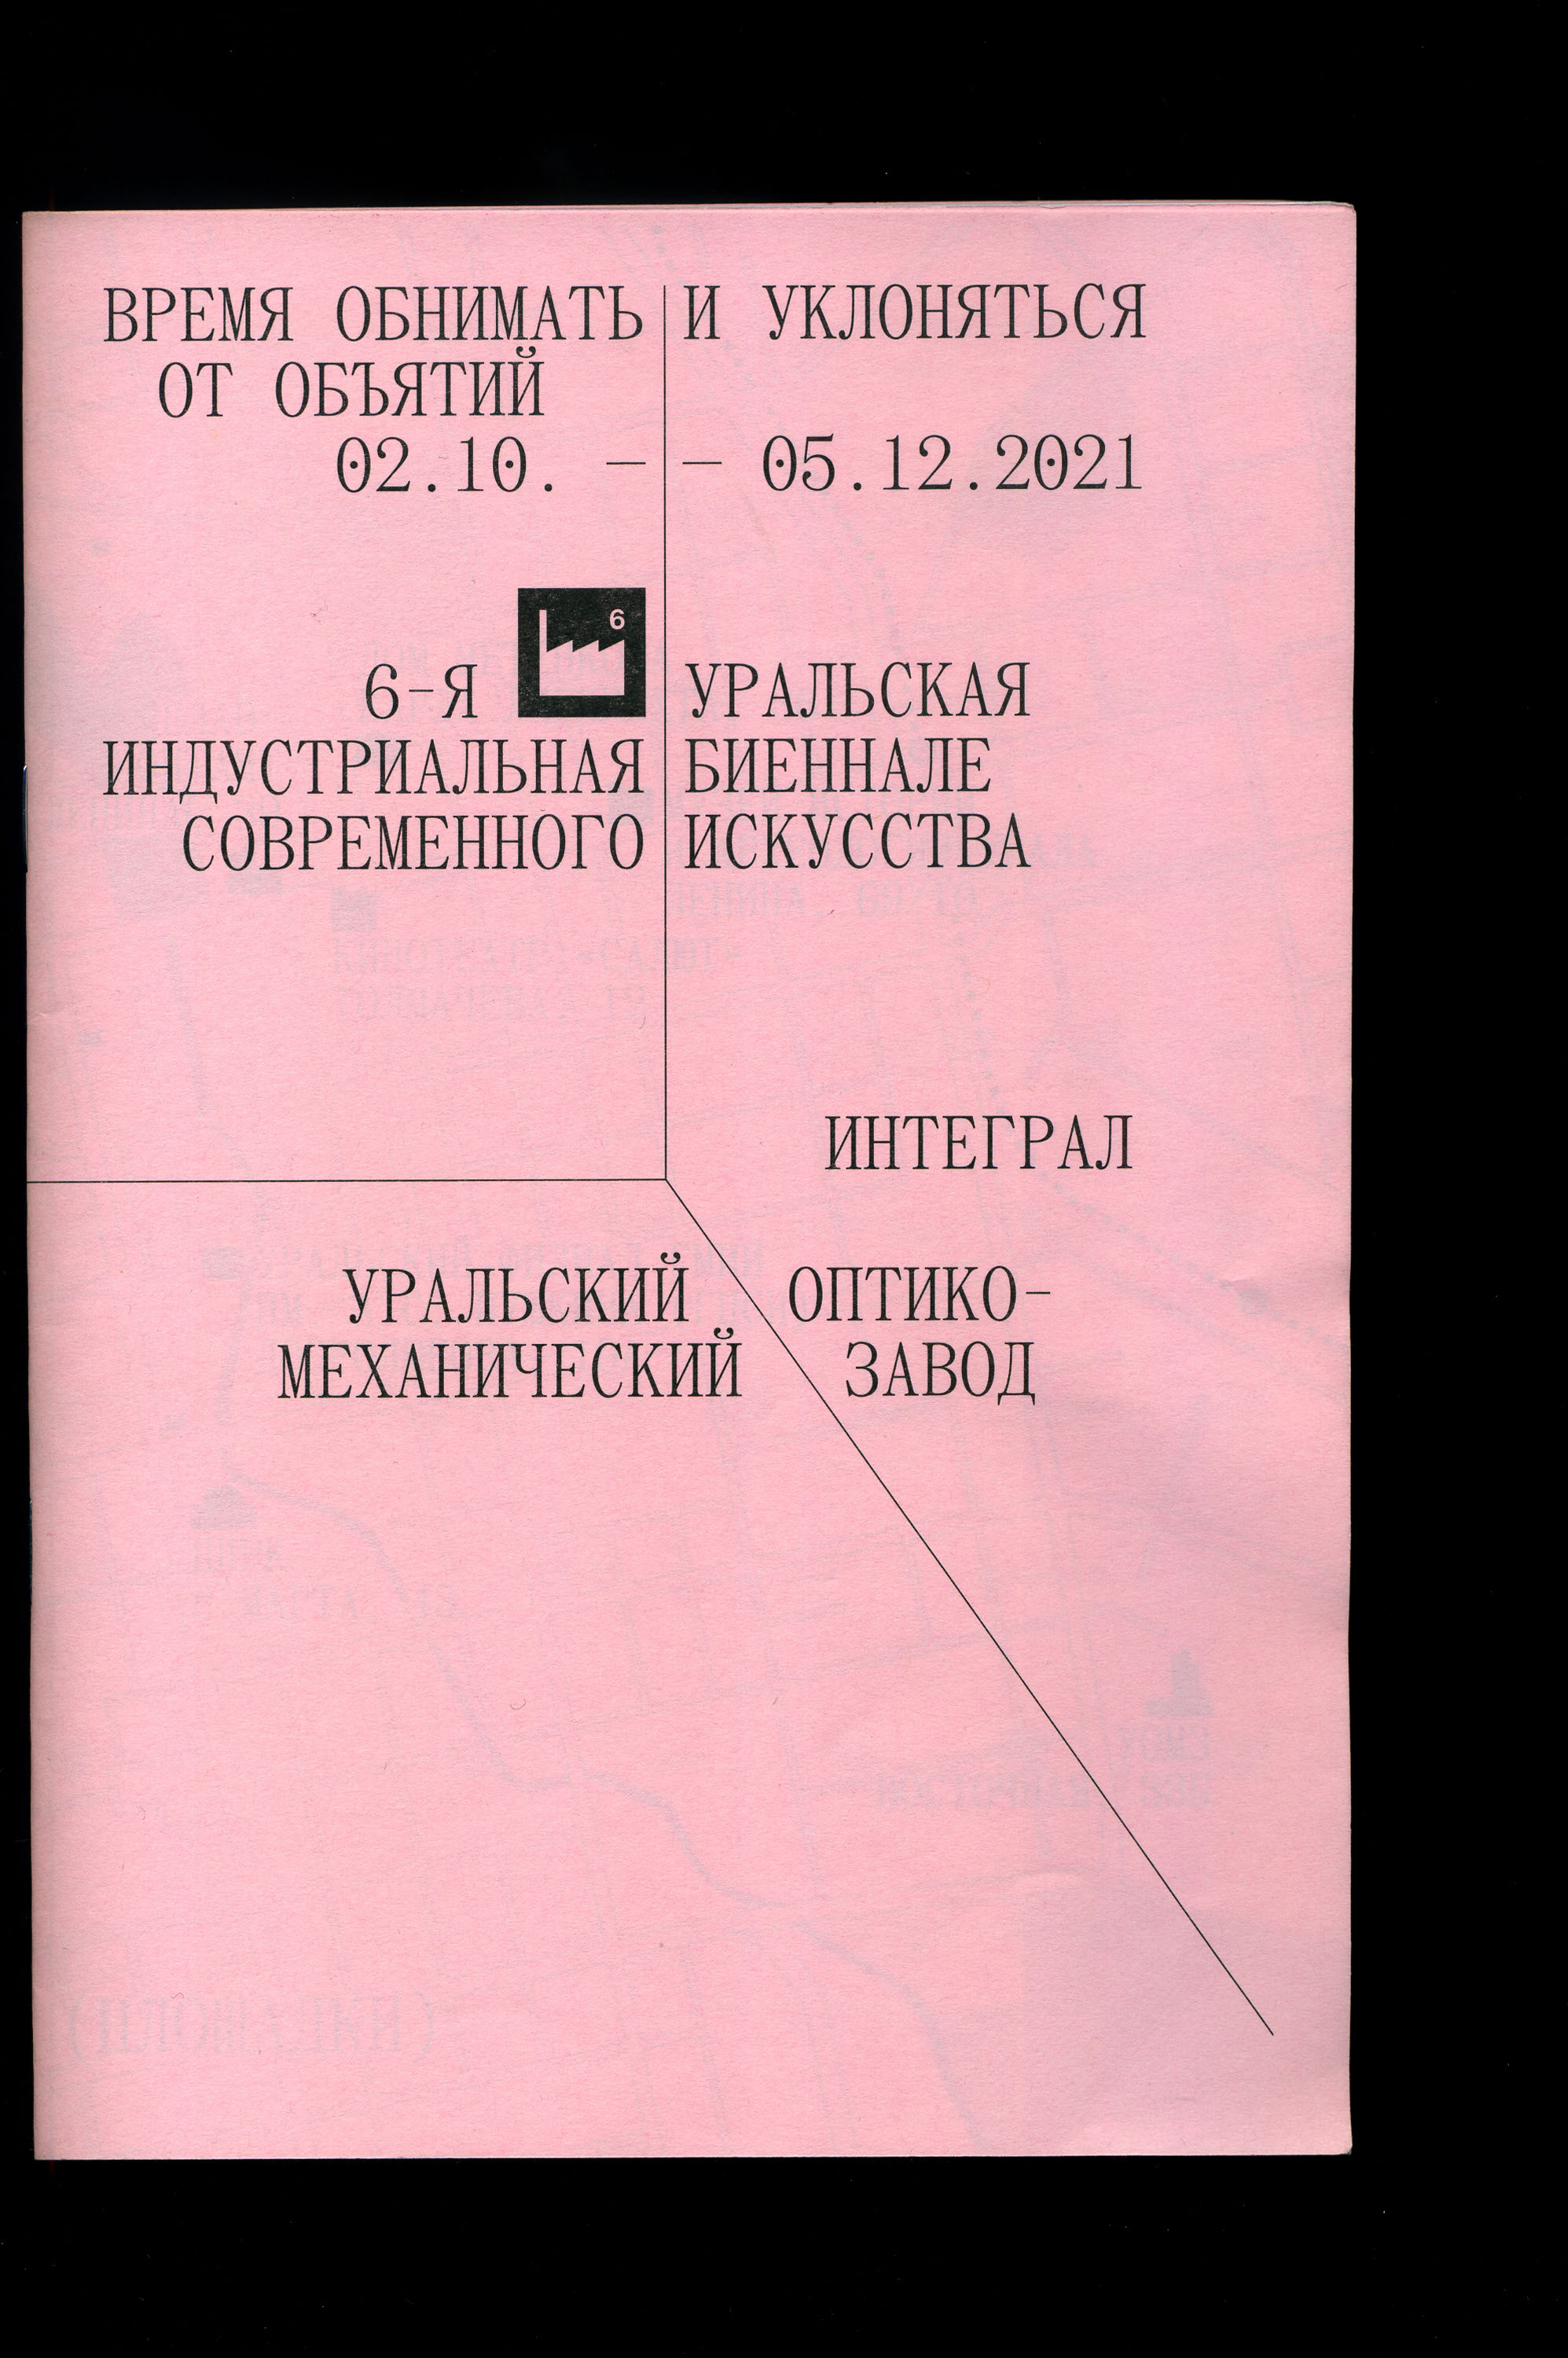 ВРЕМЯ ОБНИМАТЬ И УКЛОНЯТЬСЯ
ОТ ОБЪЯТИЙ
02.10. — — 05.12.2021
6
6-Я УРАЛЬСКАЯ
ИНДУСТРИАЛЬНАЯ БИЕННАЛЕ
СОВРЕМЕННОГО ИСКУССТВА
ИНТЕГРАЛ
УРАЛЬСКИЙ ОПТИКО-
МЕХАНИЧЕСКИЙ ЗАВОД